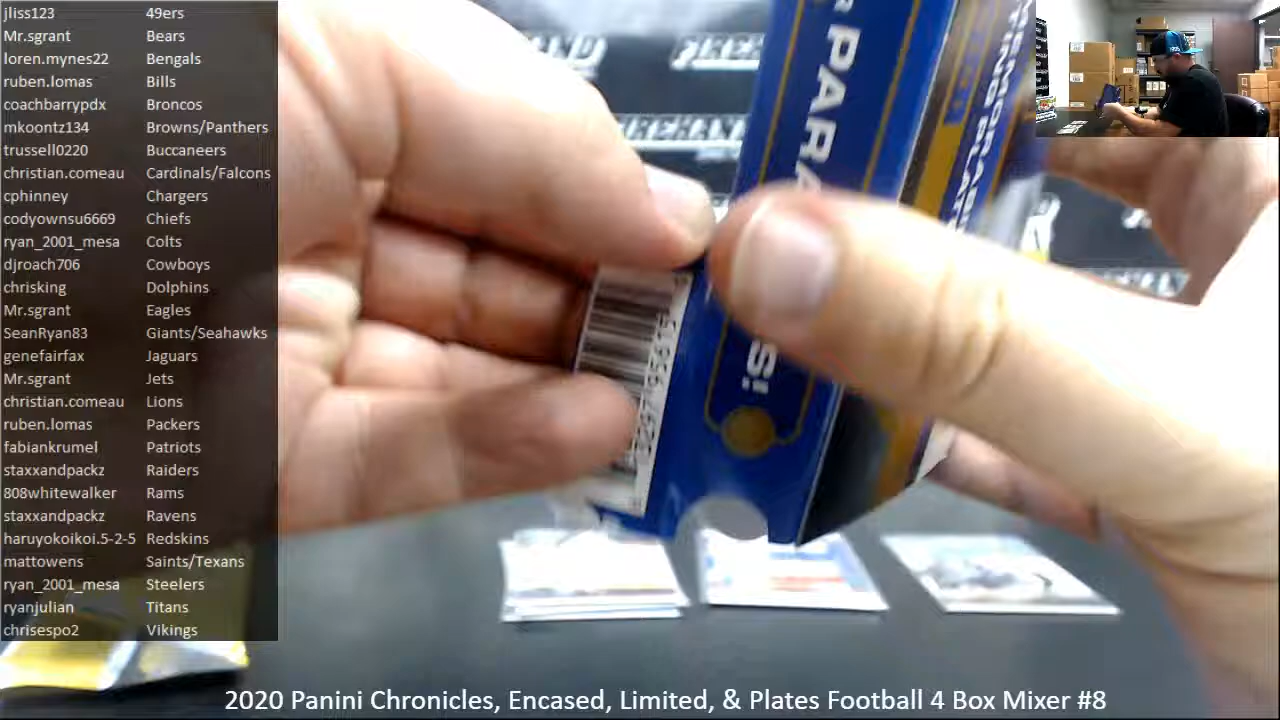 jliss123 49ers
Mr.sgrant Bears
loren.mynes22 Bengals
ruben.lomas Bills
coachbarrypdx Broncos
mkoontz134 Browns/Panthers
trussell0220 Buccaneers
christian.comeau Cardinals/Falcons
cphinney Chargers
codyownsu6669 Chiefs
ryan_2001_mesa Colts
djroach706 Cowboys
chrisking Dolphins
Mr.sgrant Eagles
SeanRyan83 Giants/Seahawks
genefairfax Jaguars
Mr.sgrant Jets
christian.comeau Lions
ruben.lomas Packers
fabiankrumel Patriots
staxxandpackz Raiders
808whitewalker Rams
staxxandpackz Ravens
haruyokoikoi.5-2-5 Redskins
mattowens Saints/Texans
ryan_2001_mesa Steelers
ryanjulian Titans
chrisespo2 Vikings
2020 Panini Chronicles, Encased, Limited, & Plates Football 4 Box Mixer #8